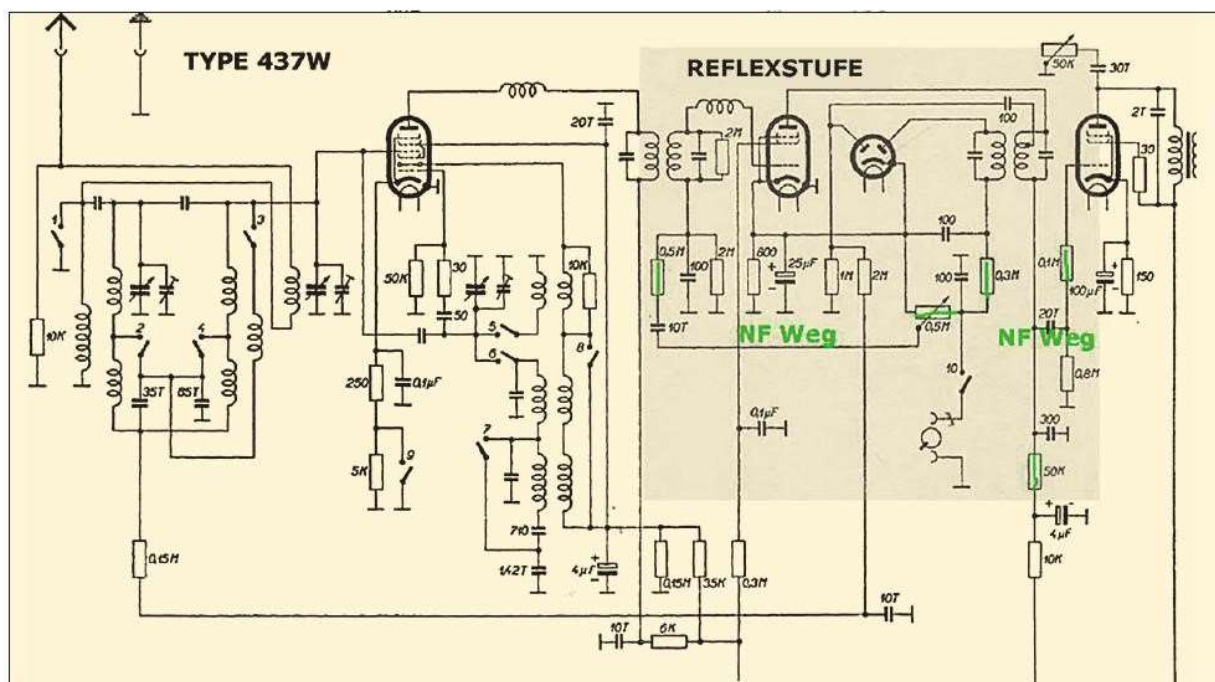 TYPE 437W
REFLEXSTUFE
50K
30T
20T
2M
100
2T
30
1
3
10K
2
4
35T
65T
50K
30
50
10K
5
6
8
250
0,1µF
7
5K
9
710
1,42T
4µF
+
-
0,15M
0,5M
100
2M
10T
800
25µF
+
-
1M
2M
100
100
0,3M
0,5M
NF Weg
NF Weg
10
0,1M
100µF
+
-
150
20T
0,8M
300
0,1µF
50K
4µF
+
-
10K
0,15M
35K
0,3M
10T
10T
6K